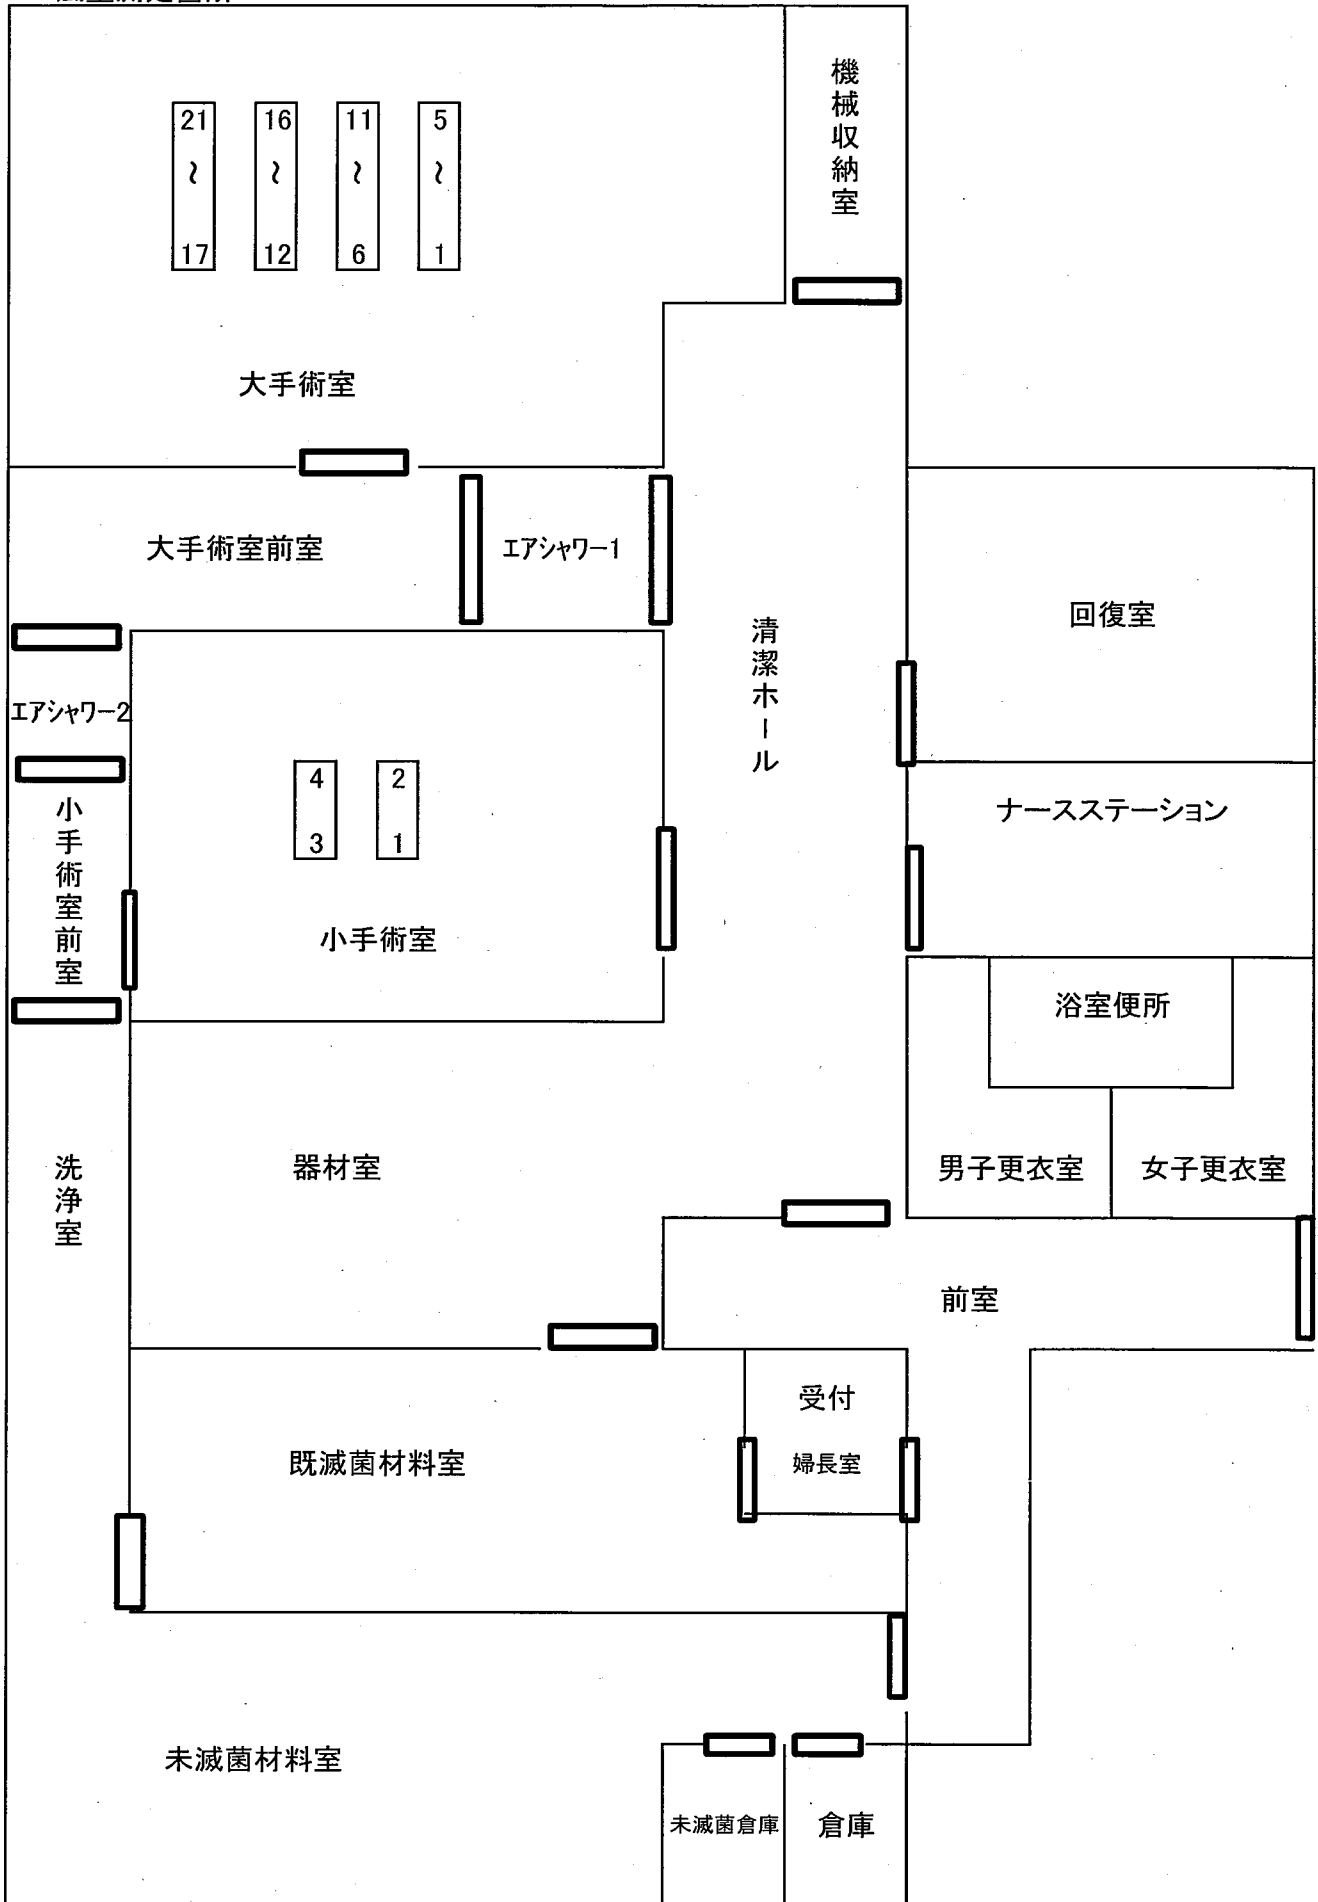 機械収納室
21 16 11 5
～ ～ ～ ～
17 12 6 1
大手術室
大手術室前室
エアシャワー1
回復室
清潔ホール
エアシャワー2
4 2
3 1
小手術室前室
ナースステーション
小手術室
浴室便所
洗浄室
器材室
男子更衣室
女子更衣室
前室
受付
婦長室
既滅菌材料室
未滅菌材料室
未滅菌倉庫
倉庫